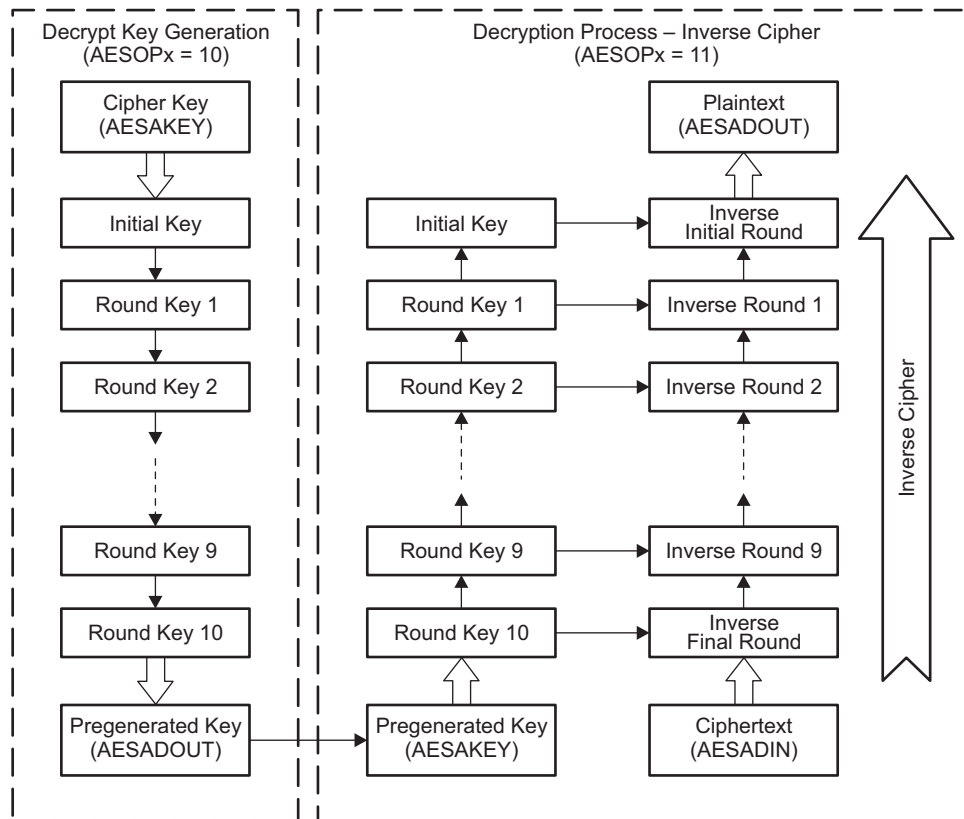 Decrypt Key Generation
(AESOPx = 10)
Cipher Key
(AESAKEY)
Initial Key
Round Key 1
Round Key 2
Round Key 9
Round Key 10
Pregenerated Key
(AESADOUT)
Decryption Process – Inverse Cipher
(AESOPx = 11)
Initial Key
Round Key 1
Round Key 2
Round Key 9
Round Key 10
Pregenerated Key
(AESAKEY)
Plaintext
(AESADOUT)
Inverse
Initial Round
Inverse Round 1
Inverse Round 2
Inverse Round 9
Inverse
Final Round
Ciphertext
(AESADIN)
Inverse Cipher